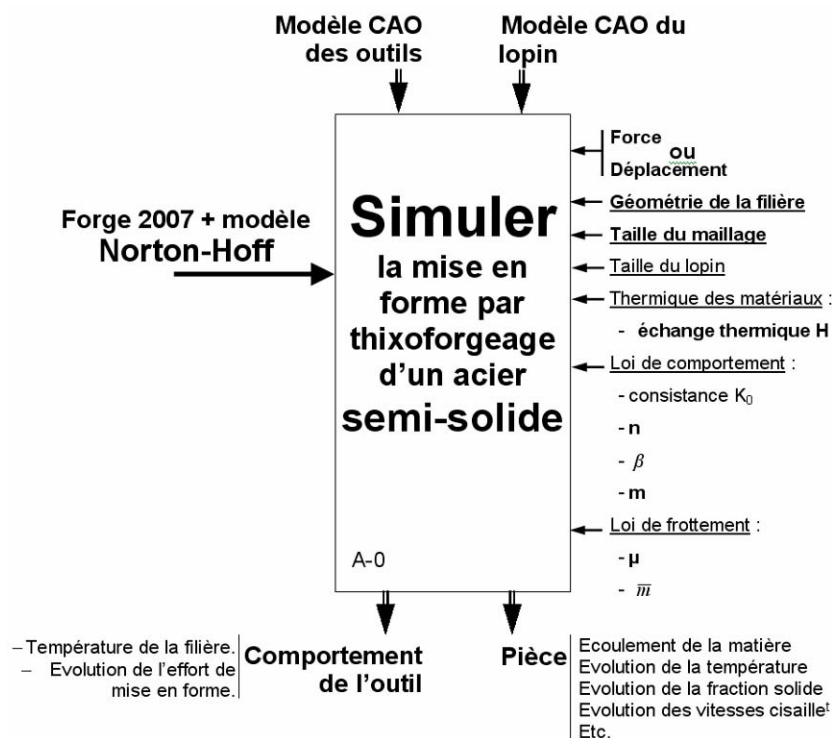 Modèle CAO
des outils
Modèle CAO du
lopin
Forge 2007 + modèle
Norton-Hoff
Simuler
la mise en
forme par
thixoforgeage
d'un acier
semi-solide
A-0
Force
ou
Déplacement
Géométrie de la filière
Taille du maillage
Taille du lopin
Thermique des matériaux :
- échange thermique H
Loi de comportement :
- consistance K₀
- n
- β
- m
Loi de frottement :
- µ
- m̅
– Température de la filière.
– Evolution de l'effort de
mise en forme.
Comportement
de l'outil
Pièce
Ecoulement de la matière
Evolution de la température
Evolution de la fraction solide
Evolution des vitesses cisailleᵗ
Etc.